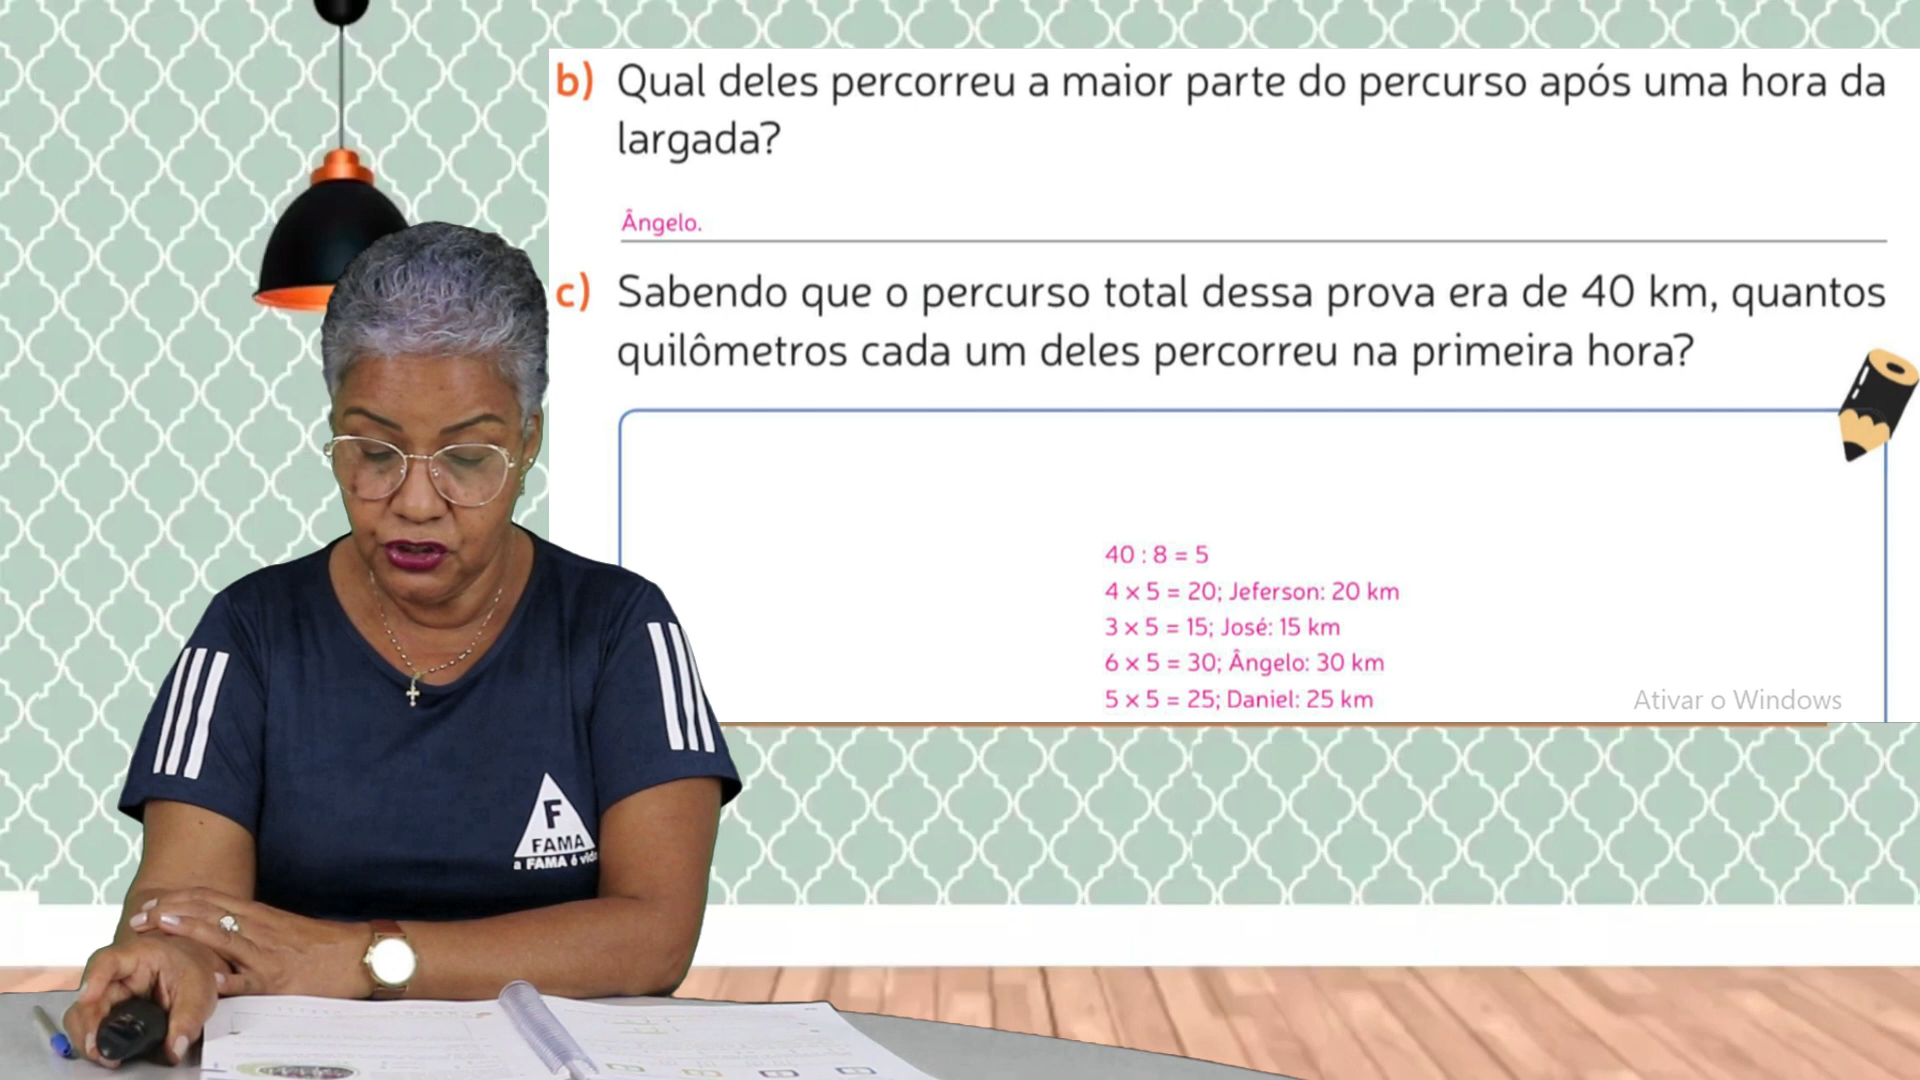 b) Qual deles percorreu a maior parte do percurso após uma hora da
largada?
Ângelo.
c) Sabendo que o percurso total dessa prova era de 40 km, quantos
quilômetros cada um deles percorreu na primeira hora?
40 : 8 = 5
4 × 5 = 20; Jeferson: 20 km
3 × 5 = 15; José: 15 km
6 × 5 = 30; Ângelo: 30 km
5 × 5 = 25; Daniel: 25 km
Ativar o Windows
F
FAMA
a FAMA é vida